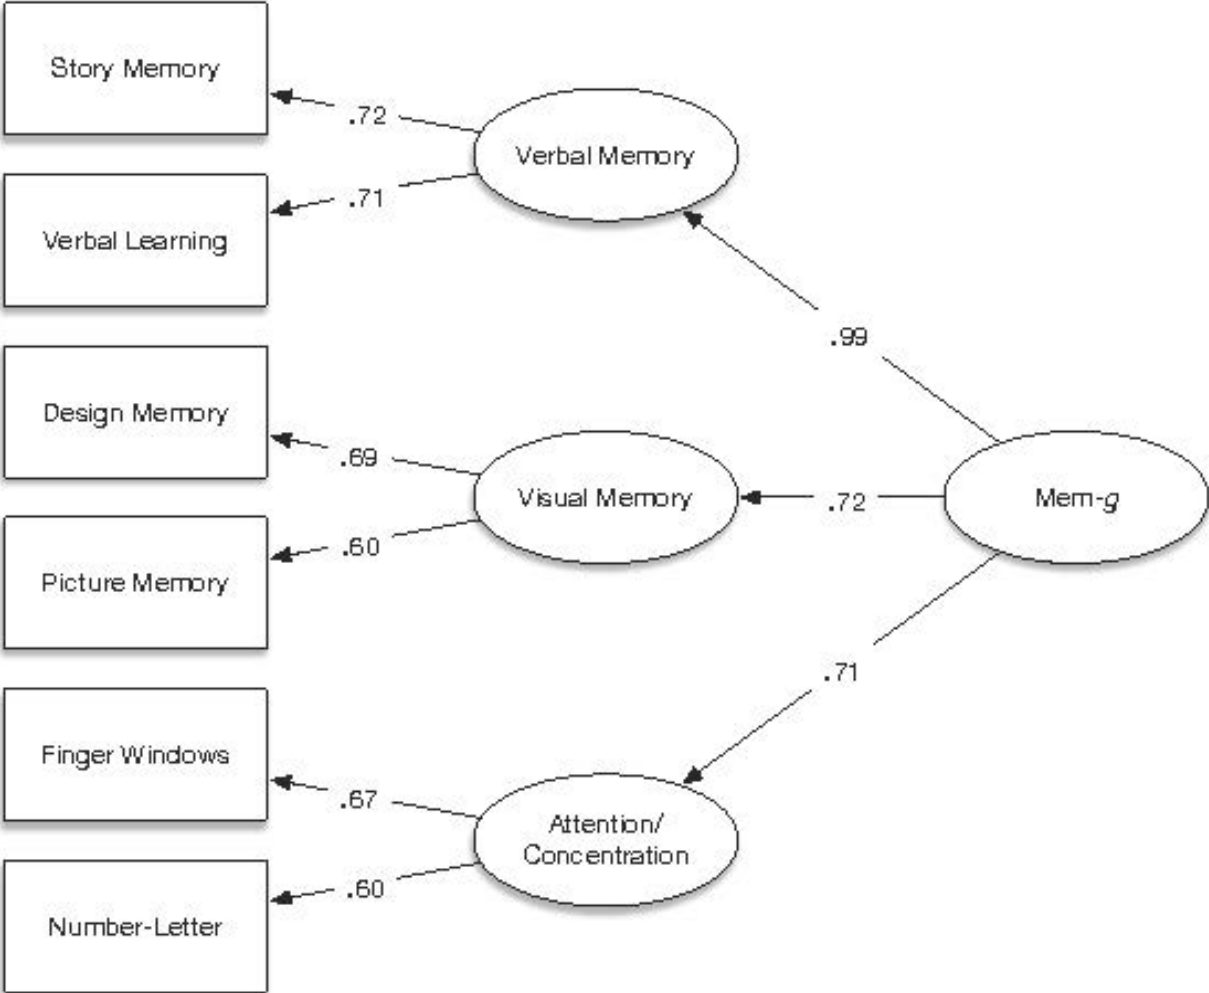 Story Memory
.72
Verbal Memory
.71
Verbal Learning
.99
Design Memory
.69
Visual Memory
.72
Mem-g
.60
Picture Memory
.71
Finger Windows
.67
Attention/
Concentration
.60
Number-Letter